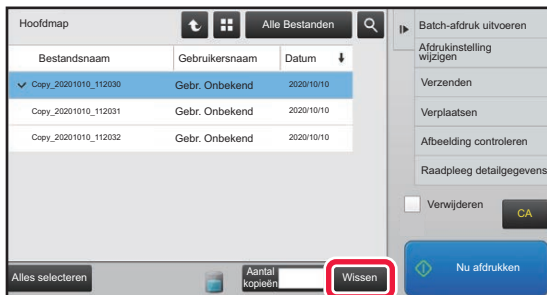 Hoofdmap
Alle Bestanden
Bestandsnaam
Gebruikersnaam
Datum
Copy_20201010_112030
Gebr. Onbekend
2020/10/10
Copy_20201010_112031
Gebr. Onbekend
2020/10/10
Copy_20201010_112032
Gebr. Onbekend
2020/10/10
Alles selecteren
Aantal
kopieën
Wissen
Batch-afdruk uitvoeren
Afdrukinstelling
wijzigen
Verzenden
Verplaatsen
Afbeelding controleren
Raadpleeg detailgegevens
Verwijderen
CA
Nu afdrukken